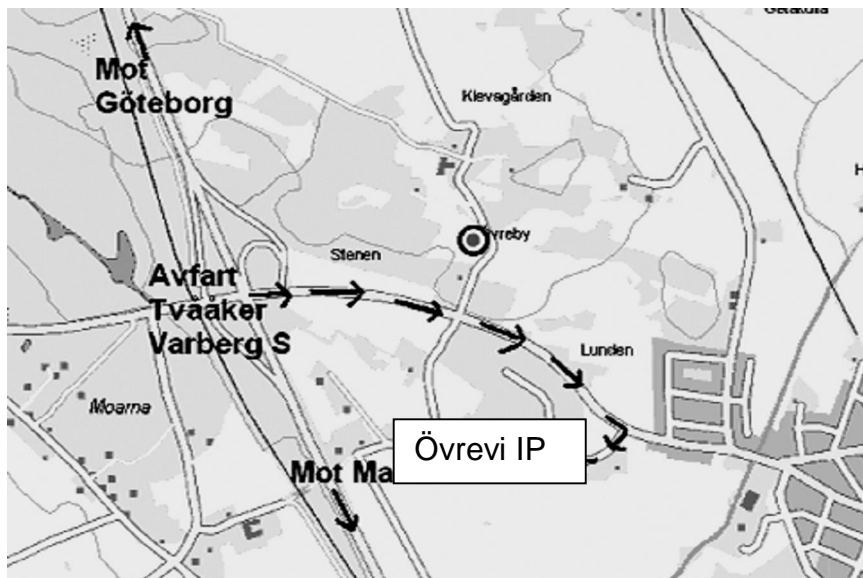 Mot
Göteborg
Klevagården
Stenen
Avfart
Tvååker
Varberg S
Lunden
Moarna
Övrevi IP
Mot Ma